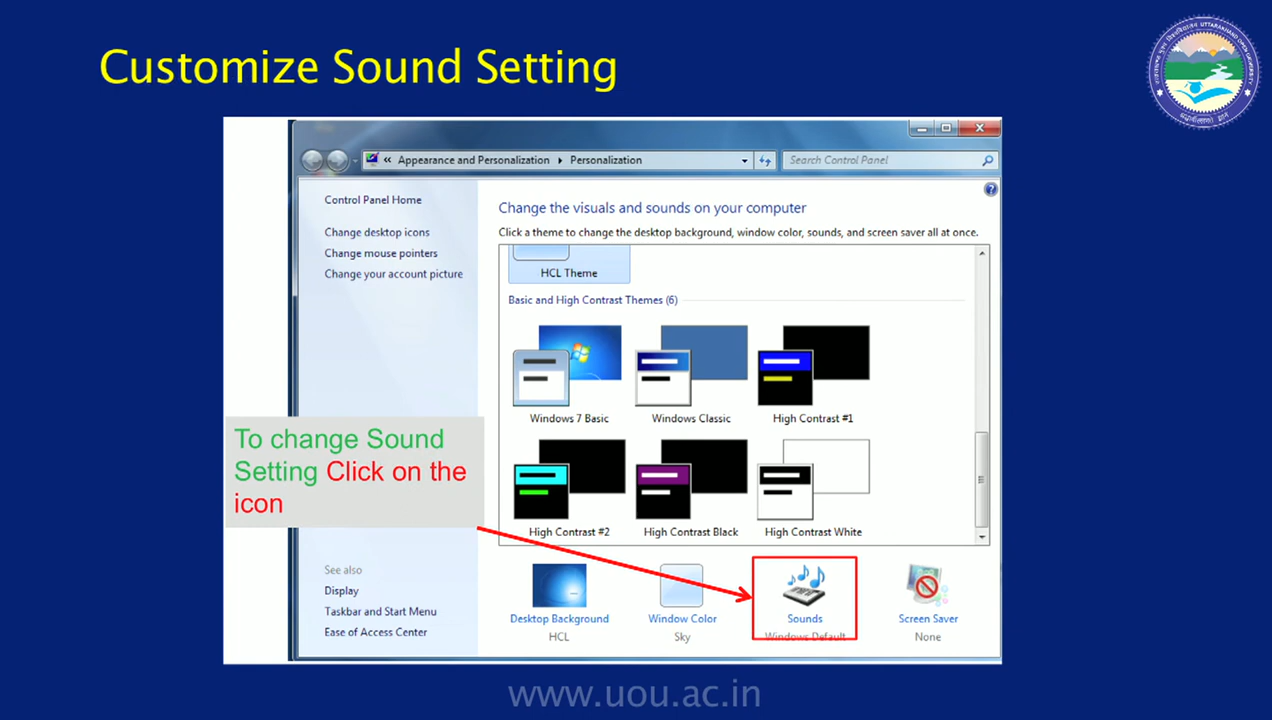 Customize Sound Setting
UTTARAKHAND OPEN UNIVERSITY
« Appearance and Personalization ▸ Personalization
Search Control Panel
Control Panel Home
Change desktop icons
Change mouse pointers
Change your account picture
Change the visuals and sounds on your computer
Click a theme to change the desktop background, window color, sounds, and screen saver all at once.
HCL Theme
Basic and High Contrast Themes (6)
Windows 7 Basic
Windows Classic
High Contrast #1
To change Sound
Setting Click on the
icon
High Contrast #2
High Contrast Black
High Contrast White
See also
Display
Taskbar and Start Menu
Ease of Access Center
Desktop Background
HCL
Window Color
Sky
Sounds
Windows Default
Screen Saver
None
www.uou.ac.in